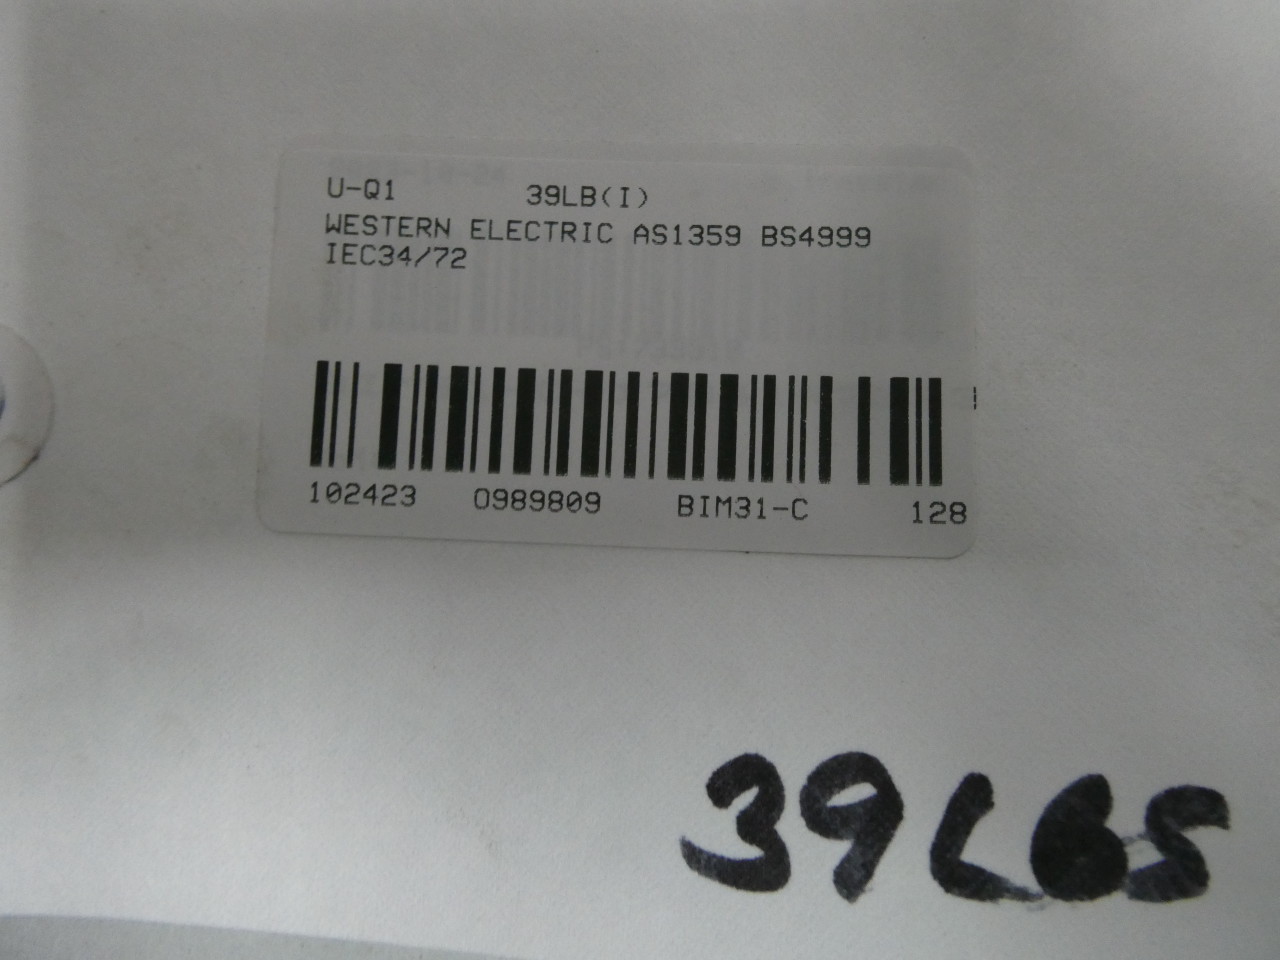 U-Q1 39LB(I)
WESTERN ELECTRIC AS1359 BS4999
IEC34/72
102423 0989809 BIM31-C 128
39LBS